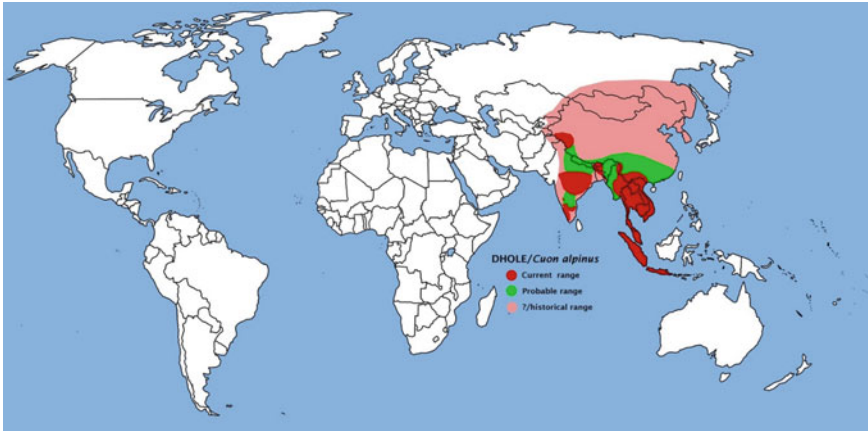 DHOLE/Cuon alpinus
Current range
Probable range
?/historical range